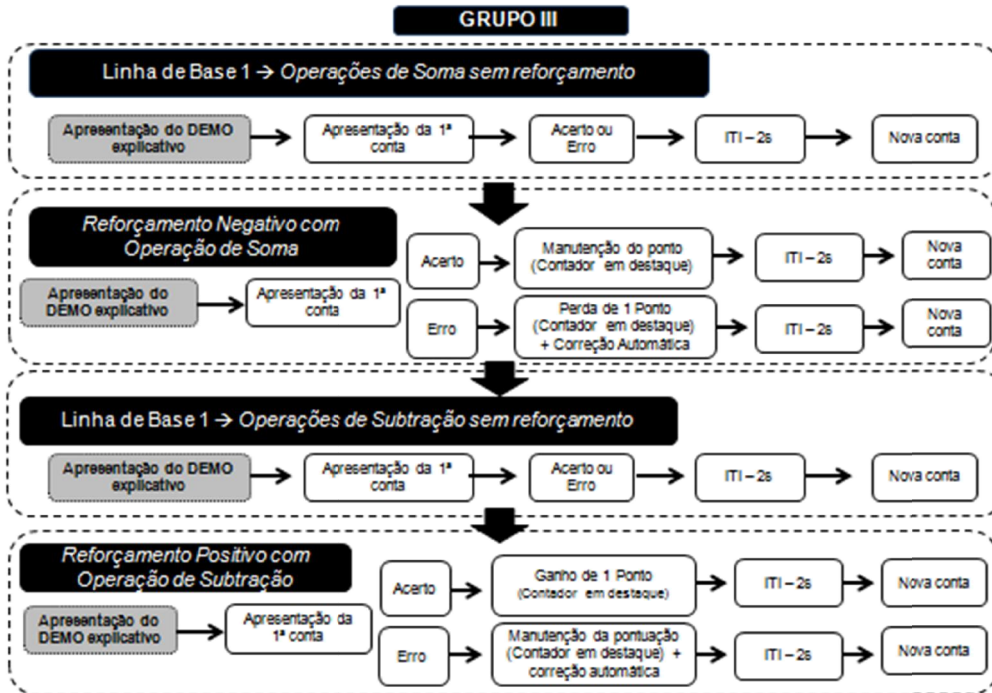 GRUPO III
Linha de Base 1 → Operações de Soma sem reforçamento
Apresentação do DEMO
explicativo
Apresentação da 1ª
conta
Acerto ou
Erro
ITI – 2s
Nova conta
Reforçamento Negativo com
Operação de Soma
Apresentação do
DEMO explicativo
Apresentação da 1ª
conta
Acerto
Manutenção do ponto
(Contador em destaque)
ITI – 2s
Nova
conta
Erro
Perda de 1 Ponto
(Contador em destaque)
+ Correção Automática
ITI – 2s
Nova
conta
Linha de Base 1 → Operações de Subtração sem reforçamento
Apresentação do DEMO
explicativo
Apresentação da 1ª
conta
Acerto ou
Erro
ITI – 2s
Nova conta
Reforçamento Positivo com
Operação de Subtração
Apresentação do
DEMO explicativo
Apresentação da
1ª conta
Acerto
Ganho de 1 Ponto
(Contador em destaque)
ITI – 2s
Nova conta
Erro
Manutenção da pontuação
(Contador em destaque) +
correção automática
ITI – 2s
Nova conta